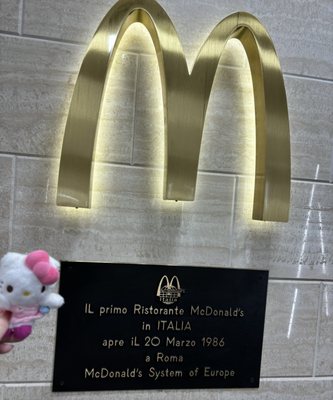 IL primo Ristorante McDonald's
in ITALIA
apre iL 20 Marzo 1986
a Roma
McDonald's System of Europe